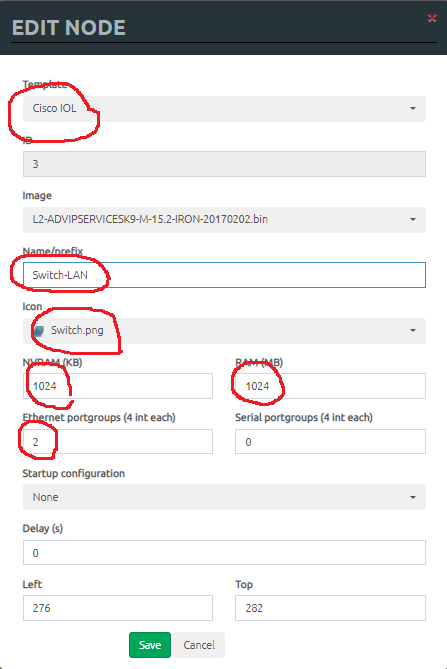 EDIT NODE
Template
Cisco IOL
ID
3
Image
L2-ADVIPSERVICESK9-M-15.2-IRON-20170202.bin
Name/prefix
Switch-LAN
Icon
Switch.png
NVRAM (KB) RAM (MB)
1024 1024
Ethernet portgroups (4 int each) Serial portgroups (4 int each)
2 0
Startup configuration
None
Delay (s)
0
Left Top
276 282
Save Cancel